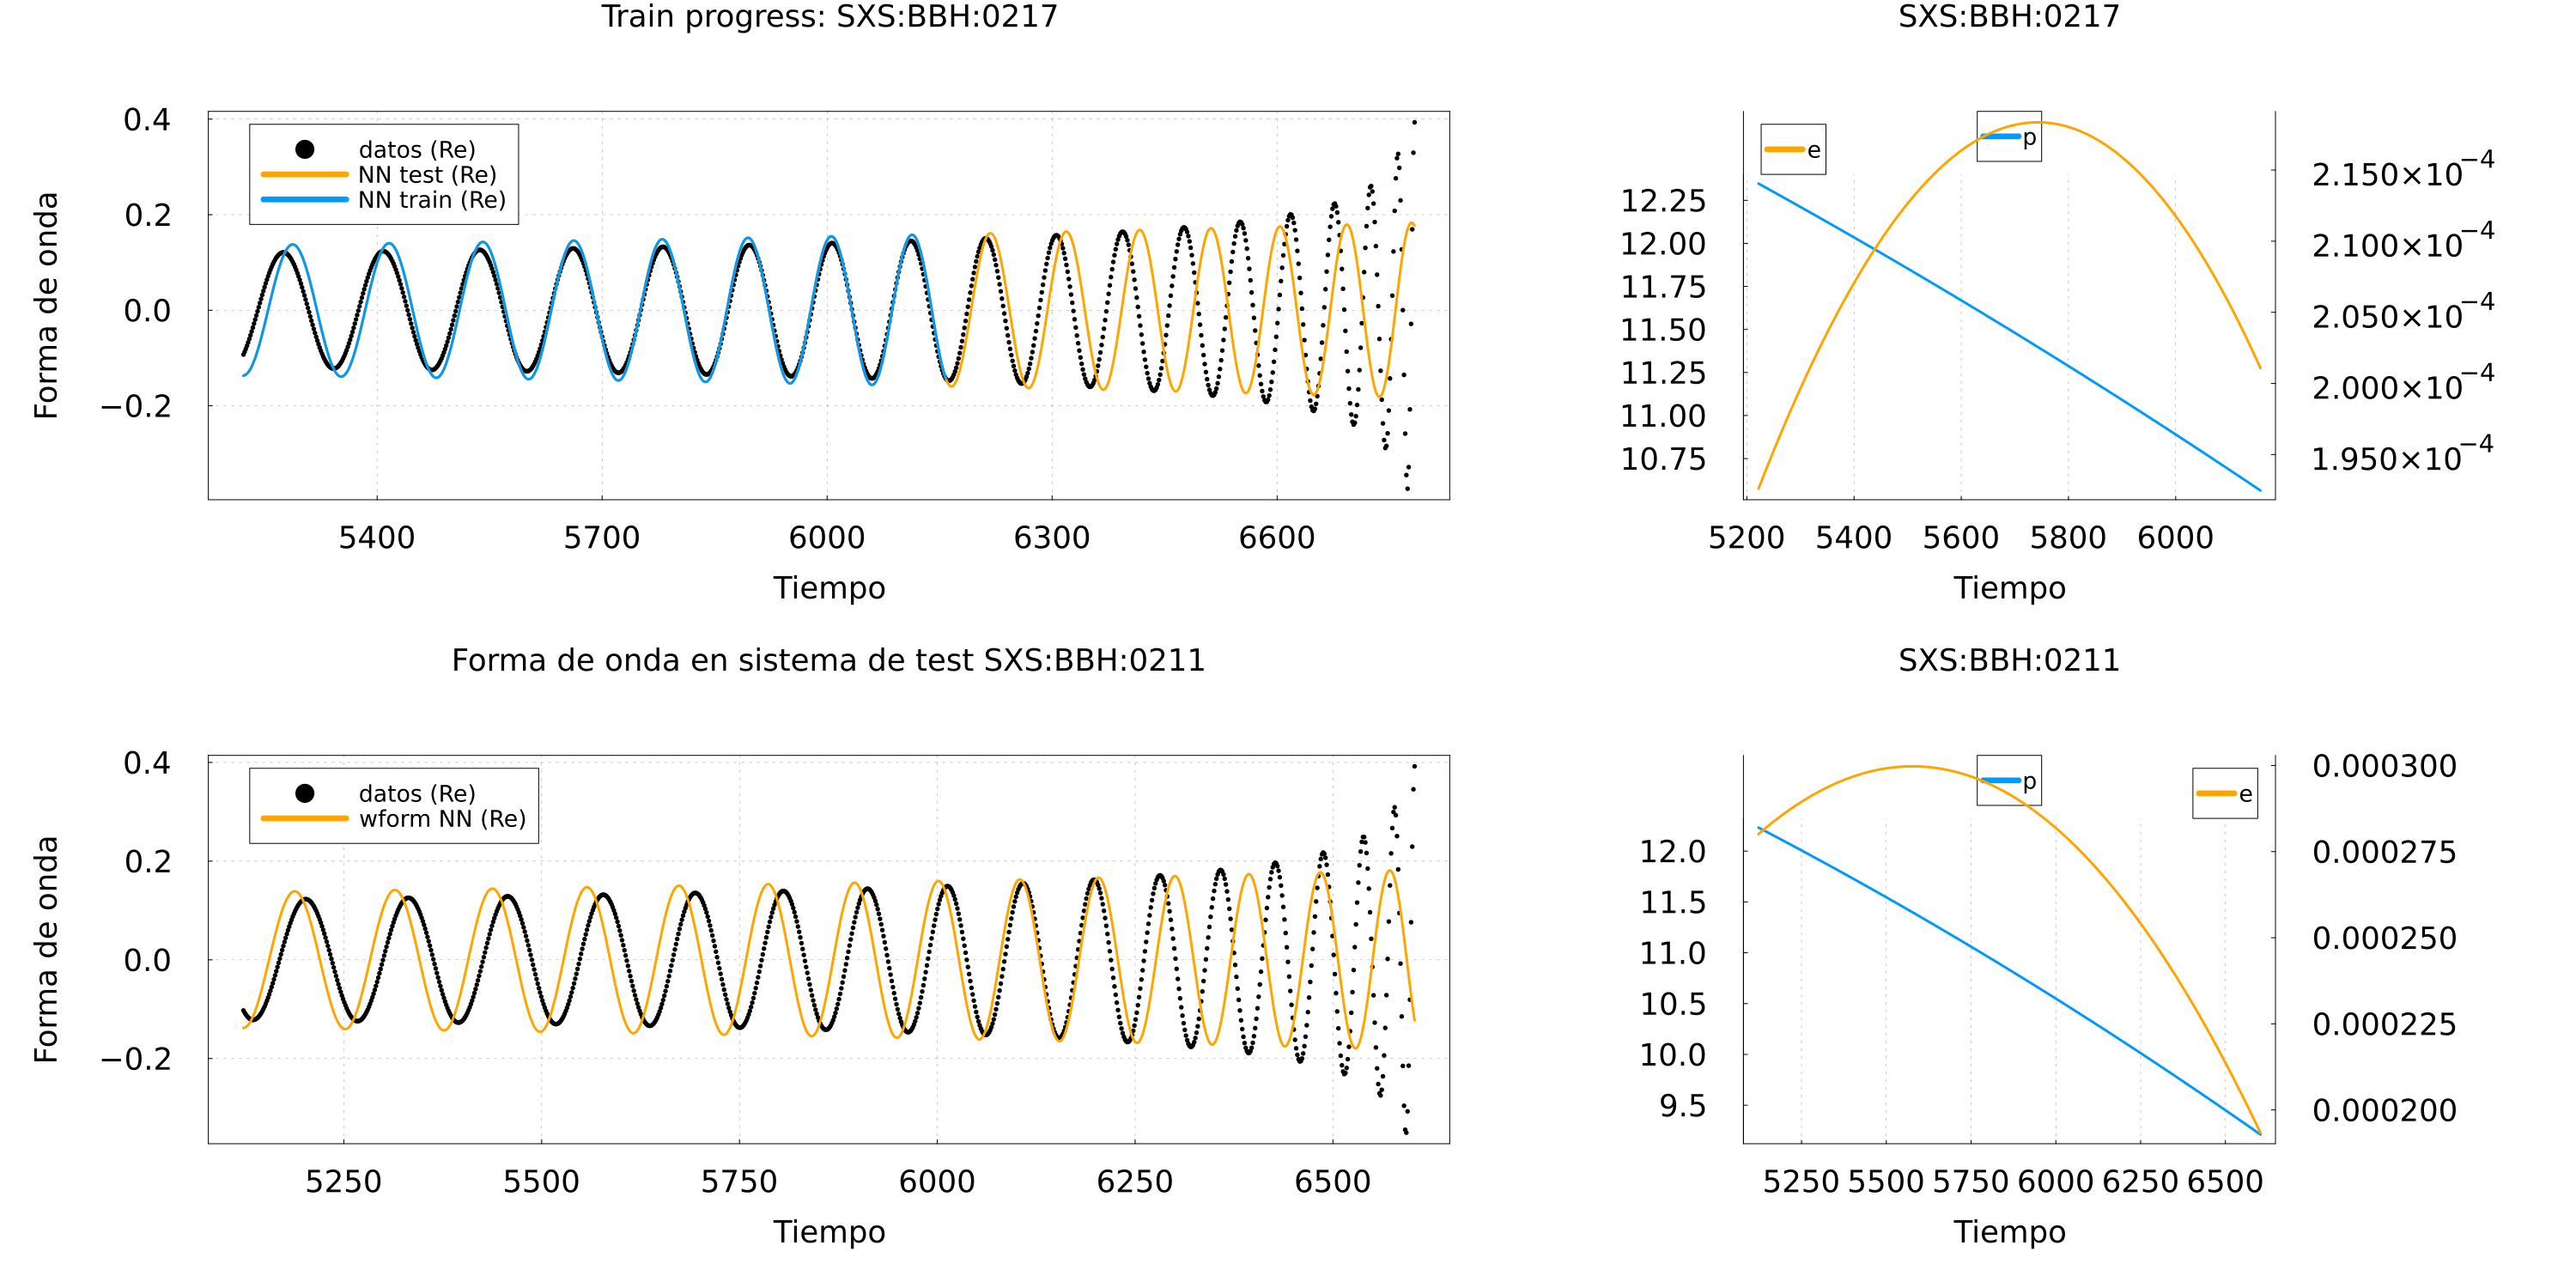 Train progress: SXS:BBH:0217
0.4
0.2
0.0
−0.2
Forma de onda
datos (Re)
NN test (Re)
NN train (Re)
5400 5700 6000 6300 6600
Tiempo
SXS:BBH:0217
e
p
12.25
12.00
11.75
11.50
11.25
11.00
10.75
2.150×10⁻⁴
2.100×10⁻⁴
2.050×10⁻⁴
2.000×10⁻⁴
1.950×10⁻⁴
5200 5400 5600 5800 6000
Tiempo
Forma de onda en sistema de test SXS:BBH:0211
0.4
0.2
0.0
−0.2
Forma de onda
datos (Re)
wform NN (Re)
5250 5500 5750 6000 6250 6500
Tiempo
SXS:BBH:0211
p
e
12.0
11.5
11.0
10.5
10.0
9.5
0.000300
0.000275
0.000250
0.000225
0.000200
5250 5500 5750 6000 6250 6500
Tiempo